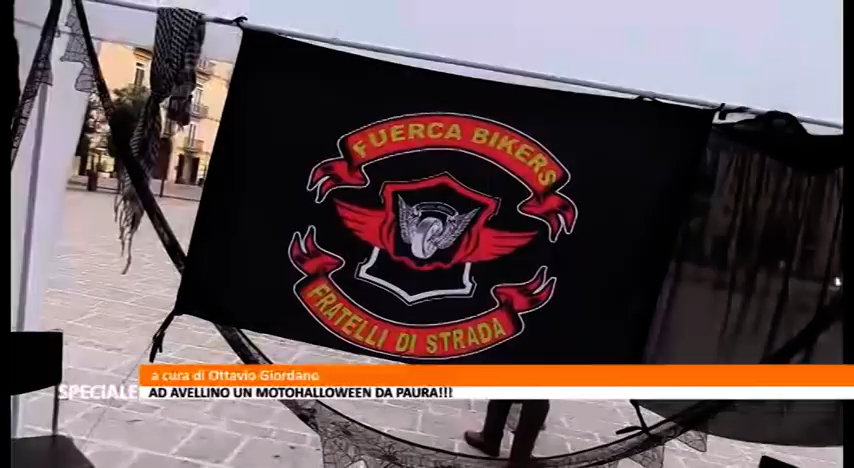 FUERCA BIKERS
FRATELLI DI STRADA
a cura di Ottavio Giordano
SPECIALE
AD AVELLINO UN MOTOHALLOWEEN DA PAURA!!!